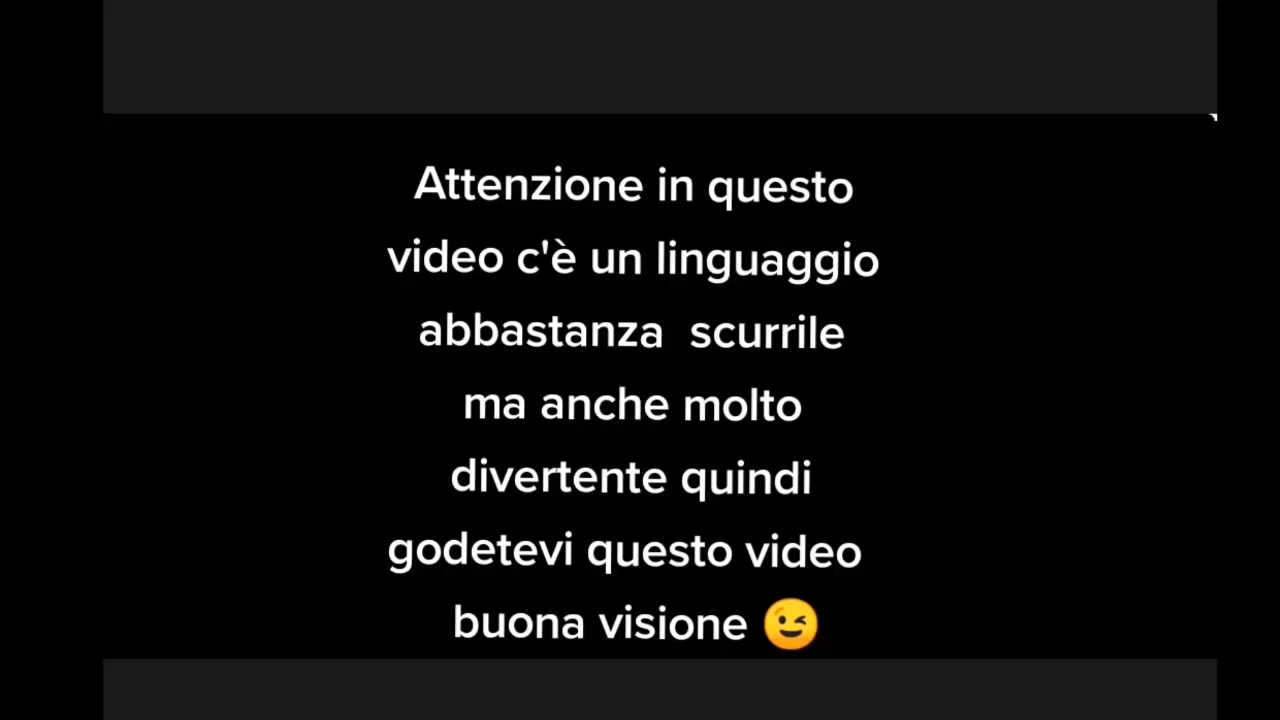 Attenzione in questo
video c'è un linguaggio
abbastanza  scurrile
ma anche molto
divertente quindi
godetevi questo video
buona visione 😉